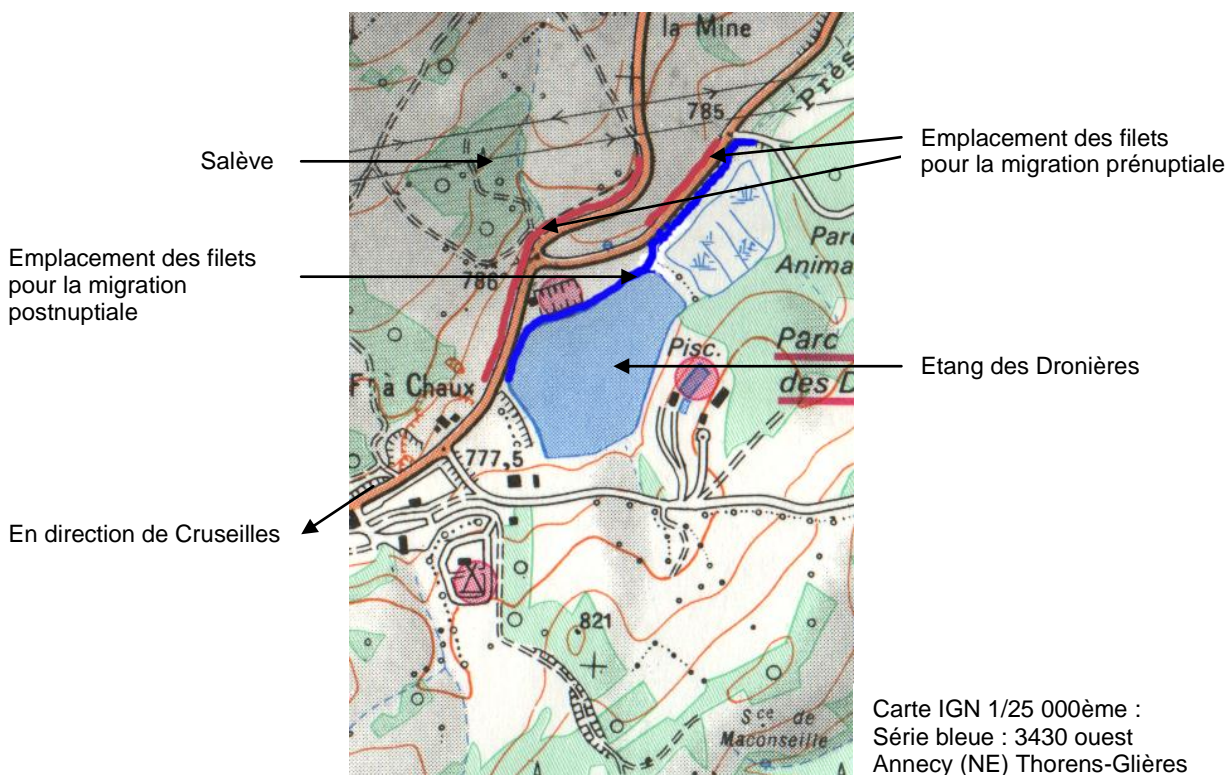 la Mine
785
Prés
Salève
Emplacement des filets
pour la migration prénuptiale
Emplacement des filets
pour la migration
postnuptiale
786
Parc
Anima
Pisc.
Parc
des D
Etang des Dronières
Fr à Chaux
777,5
En direction de Cruseilles
821
Sce de
Maconseille
Carte IGN 1/25 000ème :
Série bleue : 3430 ouest
Annecy (NE) Thorens-Glières